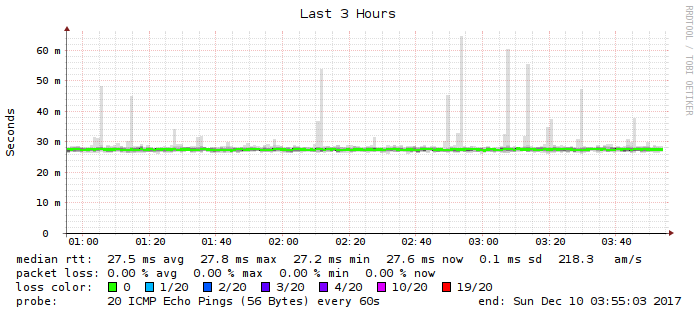 Last 3 Hours
RRDTOOL / TOBI OETIKER
Seconds
60 m
50 m
40 m
30 m
20 m
10 m
0
01:00 01:20 01:40 02:00 02:20 02:40 03:00 03:20 03:40
median rtt: 27.5 ms avg 27.8 ms max 27.2 ms min 27.6 ms now 0.1 ms sd 218.3 am/s
packet loss: 0.00 % avg 0.00 % max 0.00 % min 0.00 % now
loss color: 0 1/20 2/20 3/20 4/20 10/20 19/20
probe: 20 ICMP Echo Pings (56 Bytes) every 60s end: Sun Dec 10 03:55:03 2017